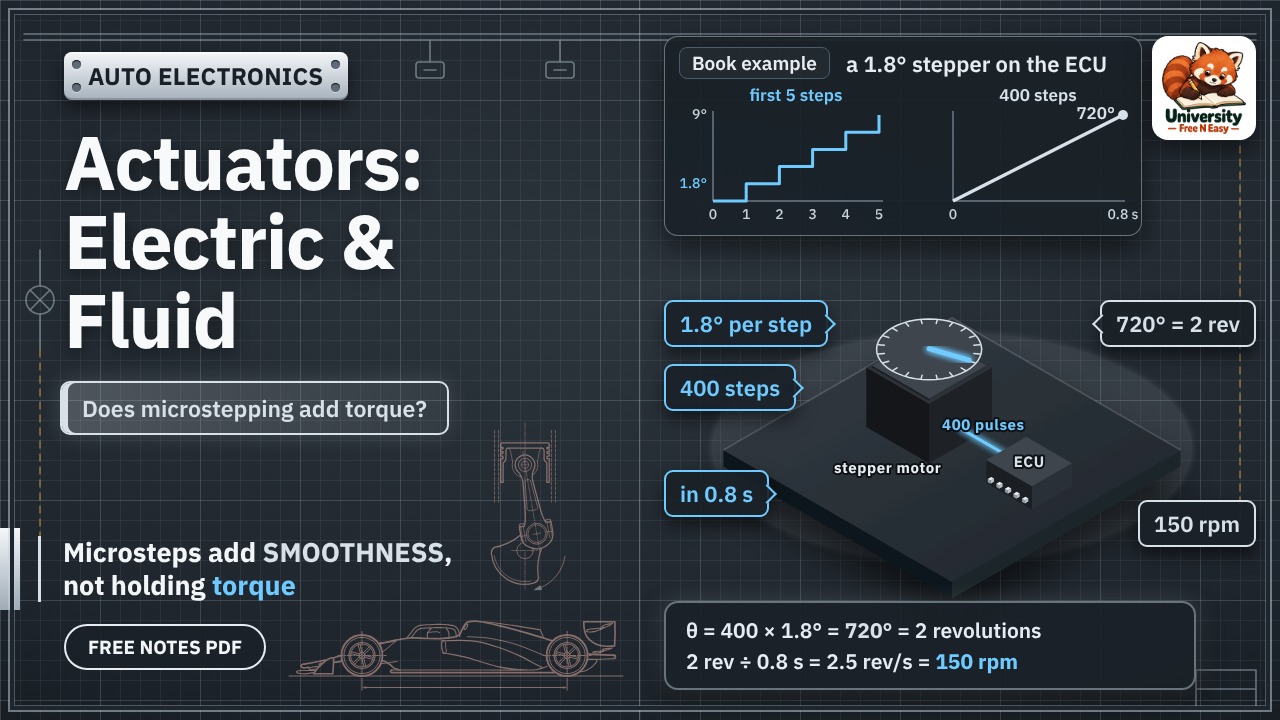 AUTO ELECTRONICS
Actuators:
Electric &
Fluid
Does microstepping add torque?
Microsteps add SMOOTHNESS,
not holding torque
FREE NOTES PDF
Book example
a 1.8° stepper on the ECU
first 5 steps
9°
1.8°
0 1 2 3 4 5
400 steps
720°
0 0.8 s
University
Free N Easy
1.8° per step
400 steps
in 0.8 s
720° = 2 rev
150 rpm
400 pulses
ECU
stepper motor
θ = 400 × 1.8° = 720° = 2 revolutions
2 rev ÷ 0.8 s = 2.5 rev/s = 150 rpm